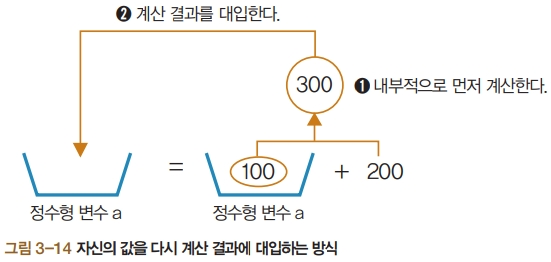 ❷ 계산 결과를 대입한다.
300
❶ 내부적으로 먼저 계산한다.
= 100 + 200
정수형 변수 a 정수형 변수 a
그림 3-14 자신의 값을 다시 계산 결과에 대입하는 방식